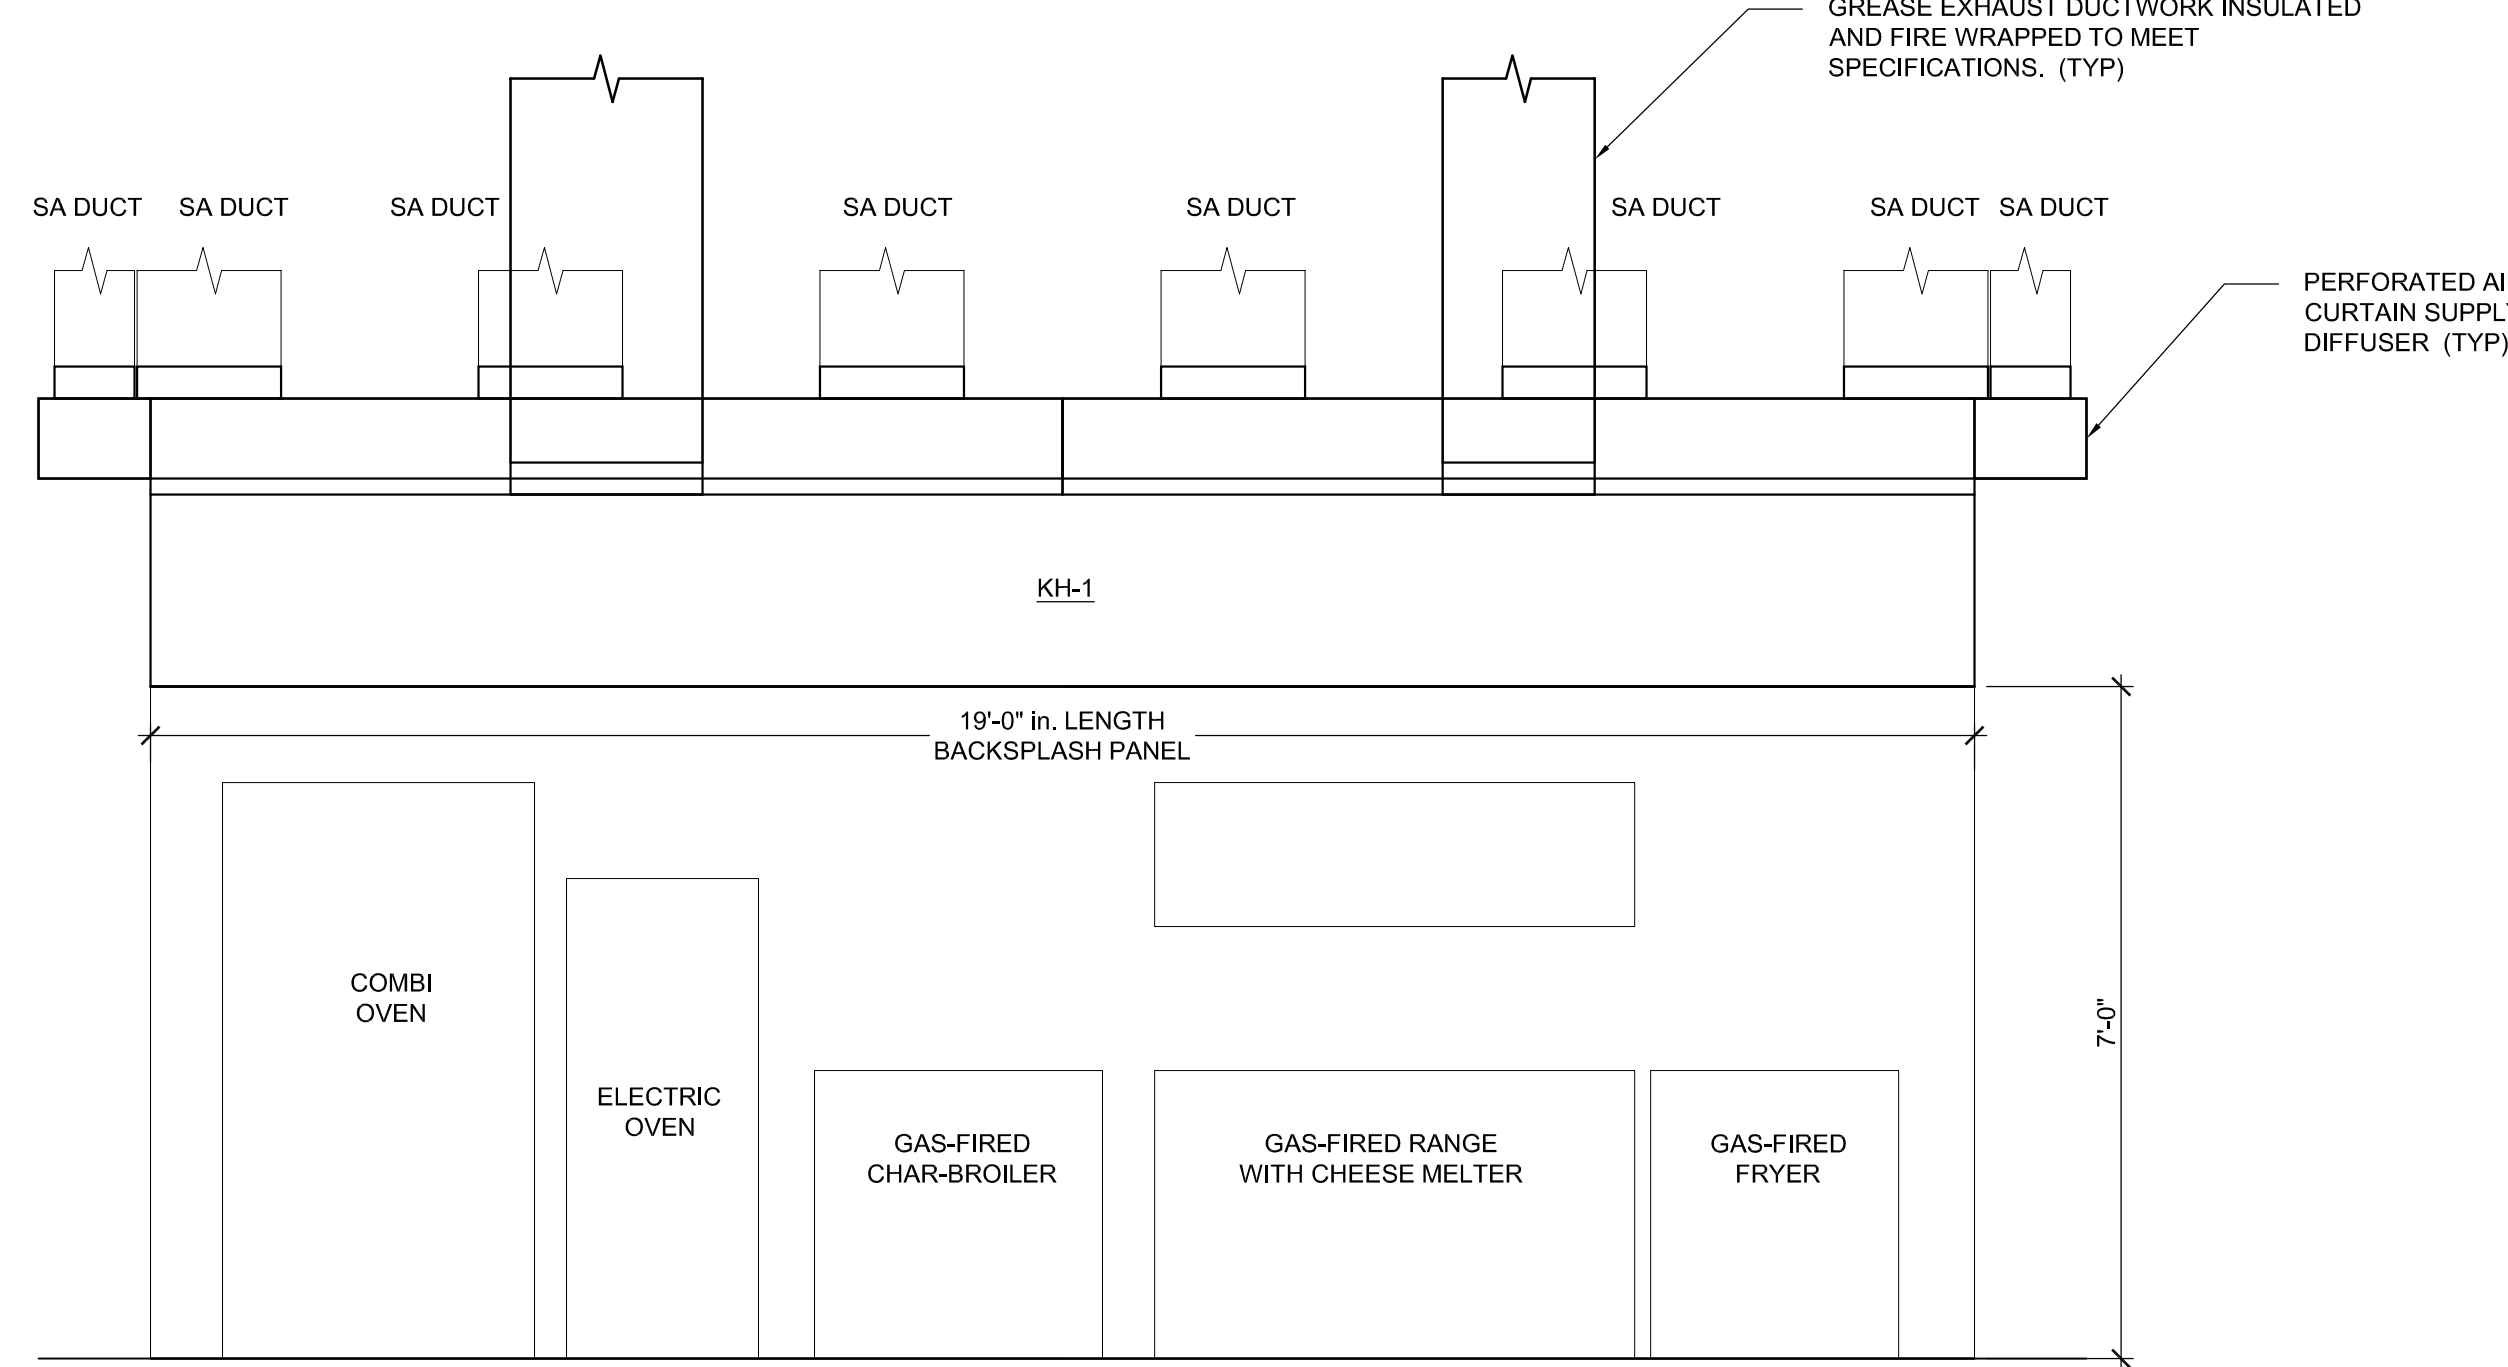 GREASE EXHAUST DUCTWORK INSULATED
AND FIRE WRAPPED TO MEET
SPECIFICATIONS. (TYP)
SA DUCT
SA DUCT
SA DUCT
SA DUCT
SA DUCT
SA DUCT
SA DUCT
SA DUCT
PERFORATED AI
CURTAIN SUPPLY
DIFFUSER (TYP)
KH-1
19'-0" in. LENGTH
BACKSPLASH PANEL
COMBI
OVEN
7'-0"
ELECTRIC
OVEN
GAS-FIRED
CHAR-BROILER
GAS-FIRED RANGE
WITH CHEESE MELTER
GAS-FIRED
FRYER